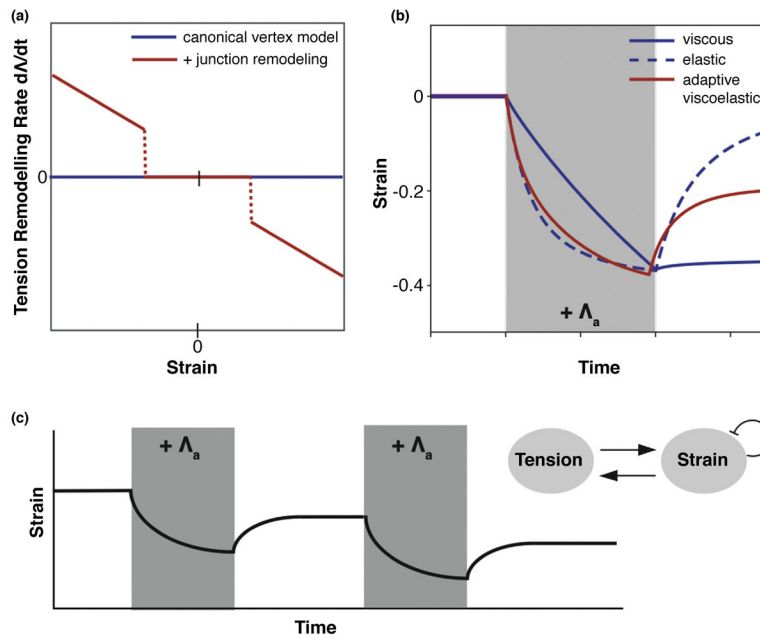 (a)
canonical vertex model
+ junction remodeling
Tension Remodelling Rate dΛ/dt
0
0
Strain
(b)
viscous
elastic
adaptive
viscoelastic
0
-0.2
-0.4
Strain
+ Λa
Time
(c)
+ Λa
+ Λa
Strain
Time
Tension
Strain